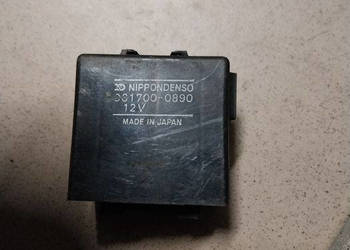 NIPPONDENSO
061700-0890
12V
MADE IN JAPAN